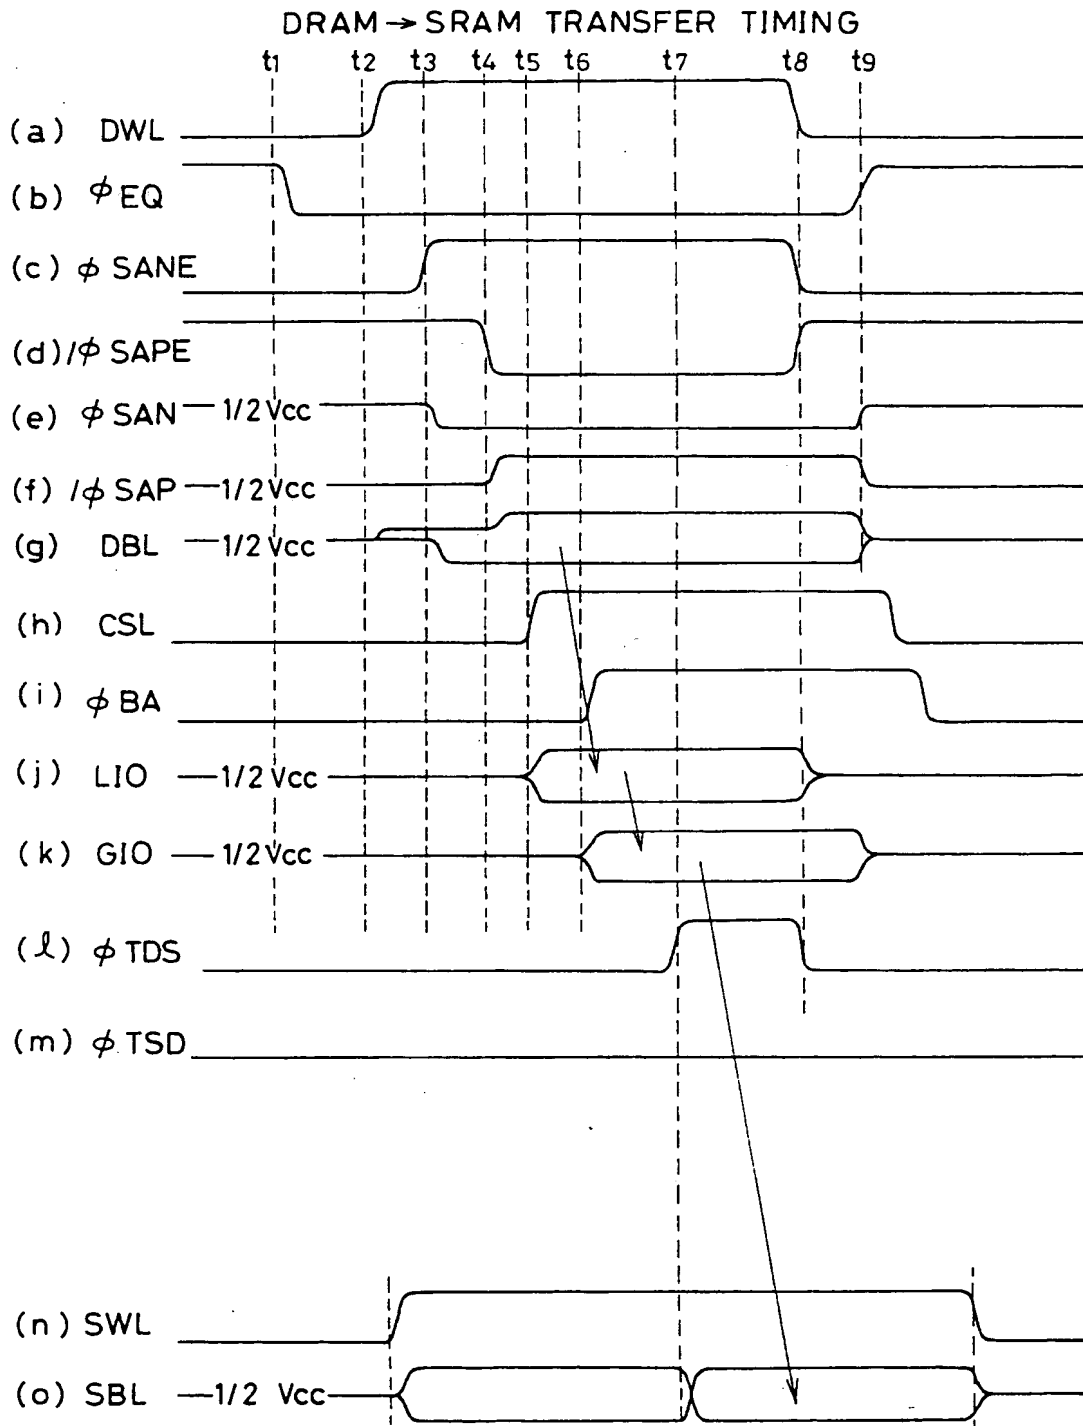 DRAM → SRAM TRANSFER TIMING
t1 t2 t3 t4 t5 t6 t7 t8 t9
(a) DWL
(b) ϕ EQ
(c) ϕ SANE
(d) /ϕ SAPE
(e) ϕ SAN 1/2 Vcc
(f) /ϕ SAP 1/2 Vcc
(g) DBL 1/2 Vcc
(h) CSL
(i) ϕ BA
(j) LIO 1/2 Vcc
(k) GIO 1/2 Vcc
(l) ϕ TDS
(m) ϕ TSD
(n) SWL
(o) SBL 1/2 Vcc